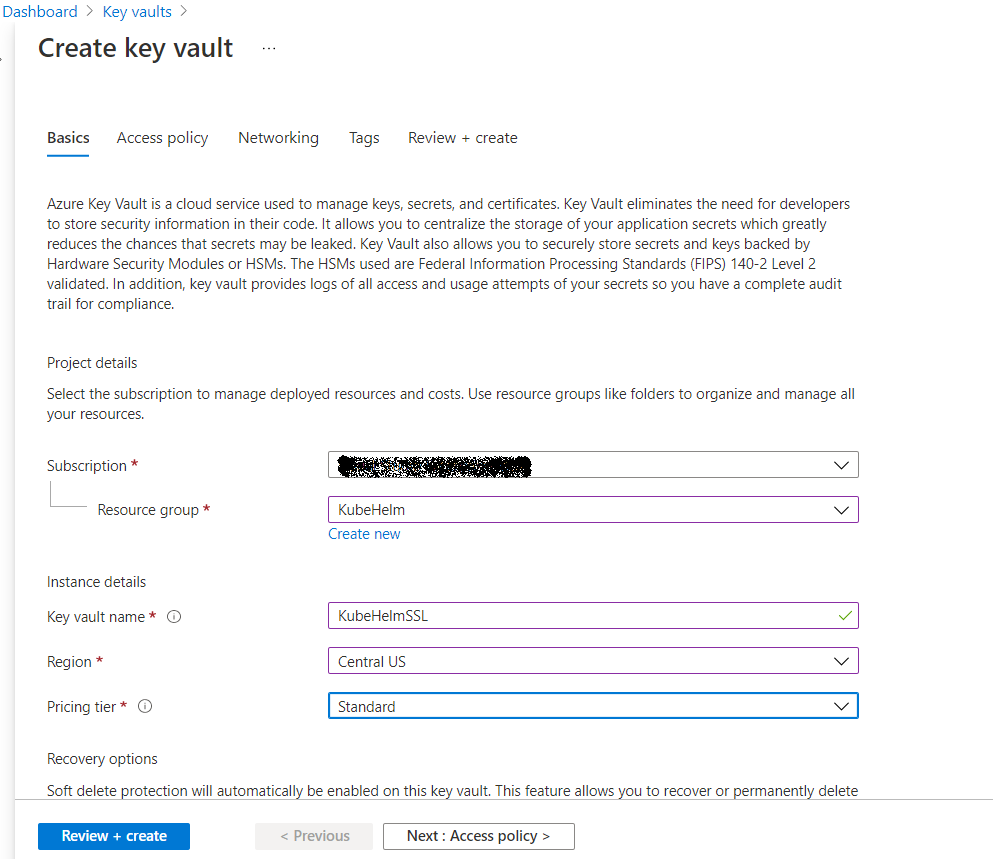 Dashboard > Key vaults >
Create key vault ...
Basics Access policy Networking Tags Review + create
Azure Key Vault is a cloud service used to manage keys, secrets, and certificates. Key Vault eliminates the need for developers
to store security information in their code. It allows you to centralize the storage of your application secrets which greatly
reduces the chances that secrets may be leaked. Key Vault also allows you to securely store secrets and keys backed by
Hardware Security Modules or HSMs. The HSMs used are Federal Information Processing Standards (FIPS) 140-2 Level 2
validated. In addition, key vault provides logs of all access and usage attempts of your secrets so you have a complete audit
trail for compliance.
Project details
Select the subscription to manage deployed resources and costs. Use resource groups like folders to organize and manage all
your resources.
Subscription *
Resource group * KubeHelm
Create new
Instance details
Key vault name * KubeHelmSSL
Region * Central US
Pricing tier * Standard
Recovery options
Soft delete protection will automatically be enabled on this key vault. This feature allows you to recover or permanently delete
Review + create < Previous Next : Access policy >